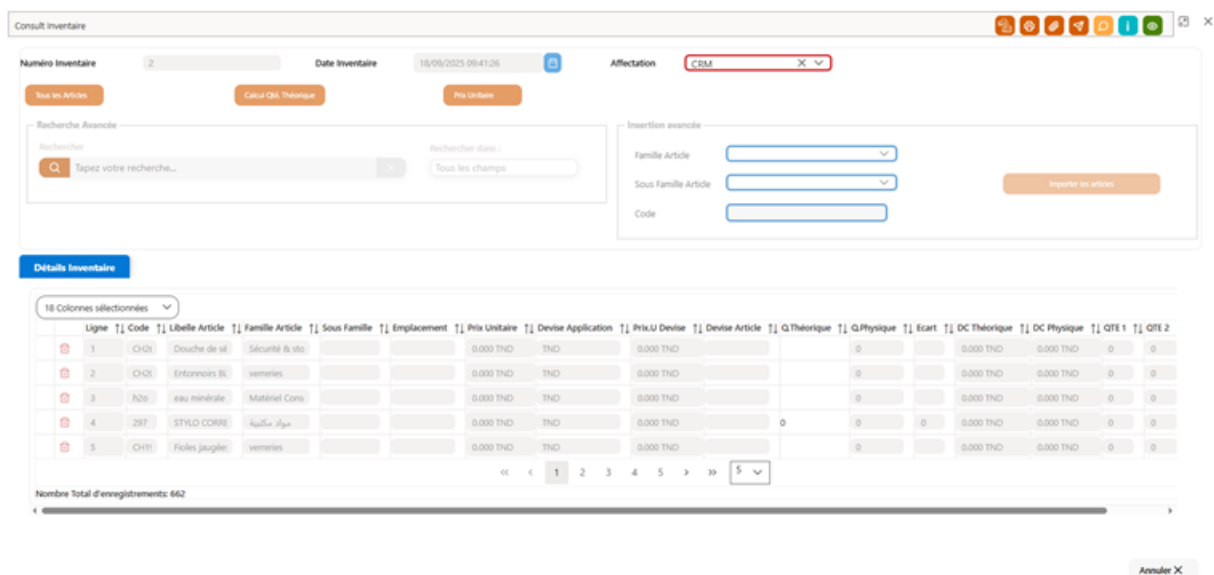 Consult Inventaire
Numéro Inventaire 2 Date Inventaire 18/09/2025 09:41:26 Affectation CRM
Tous les Articles Calcul Qté. Théorique Prix Unitaire
Recherche Avancée Insertion avancée
Rechercher Rechercher dans :
Tapez votre recherche... Tous les champs
Famille Article
Sous Famille Article Importer les articles
Code
Détails Inventaire
18 Colonnes sélectionnées
Ligne Code Libelle Article Famille Article Sous Famille Emplacement Prix Unitaire Devise Application Prix.U Devise Devise Article Q.Théorique Q.Physique Ecart DC Théorique DC Physique QTE 1 QTE 2
1 Douche de sé Sécurité & sto 0.000 TND TND 0.000 TND 0 0.000 TND 0.000 TND 0 0
2 Entonnoirs verreries 0.000 TND TND 0.000 TND 0 0.000 TND 0.000 TND 0 0
3 h2o eau minérale Matériel Cons 0.000 TND TND 0.000 TND 0 0.000 TND 0.000 TND 0 0
4 297 STYLO CORRE مواد مكتبية 0.000 TND TND 0.000 TND 0 0 0 0.000 TND 0.000 TND 0 0
5 Fioles jaugée verreries 0.000 TND TND 0.000 TND 0 0.000 TND 0.000 TND 0 0
<< < 1 2 3 4 5 > >> 5
Nombre Total d'enregistrements: 662
Annuler X